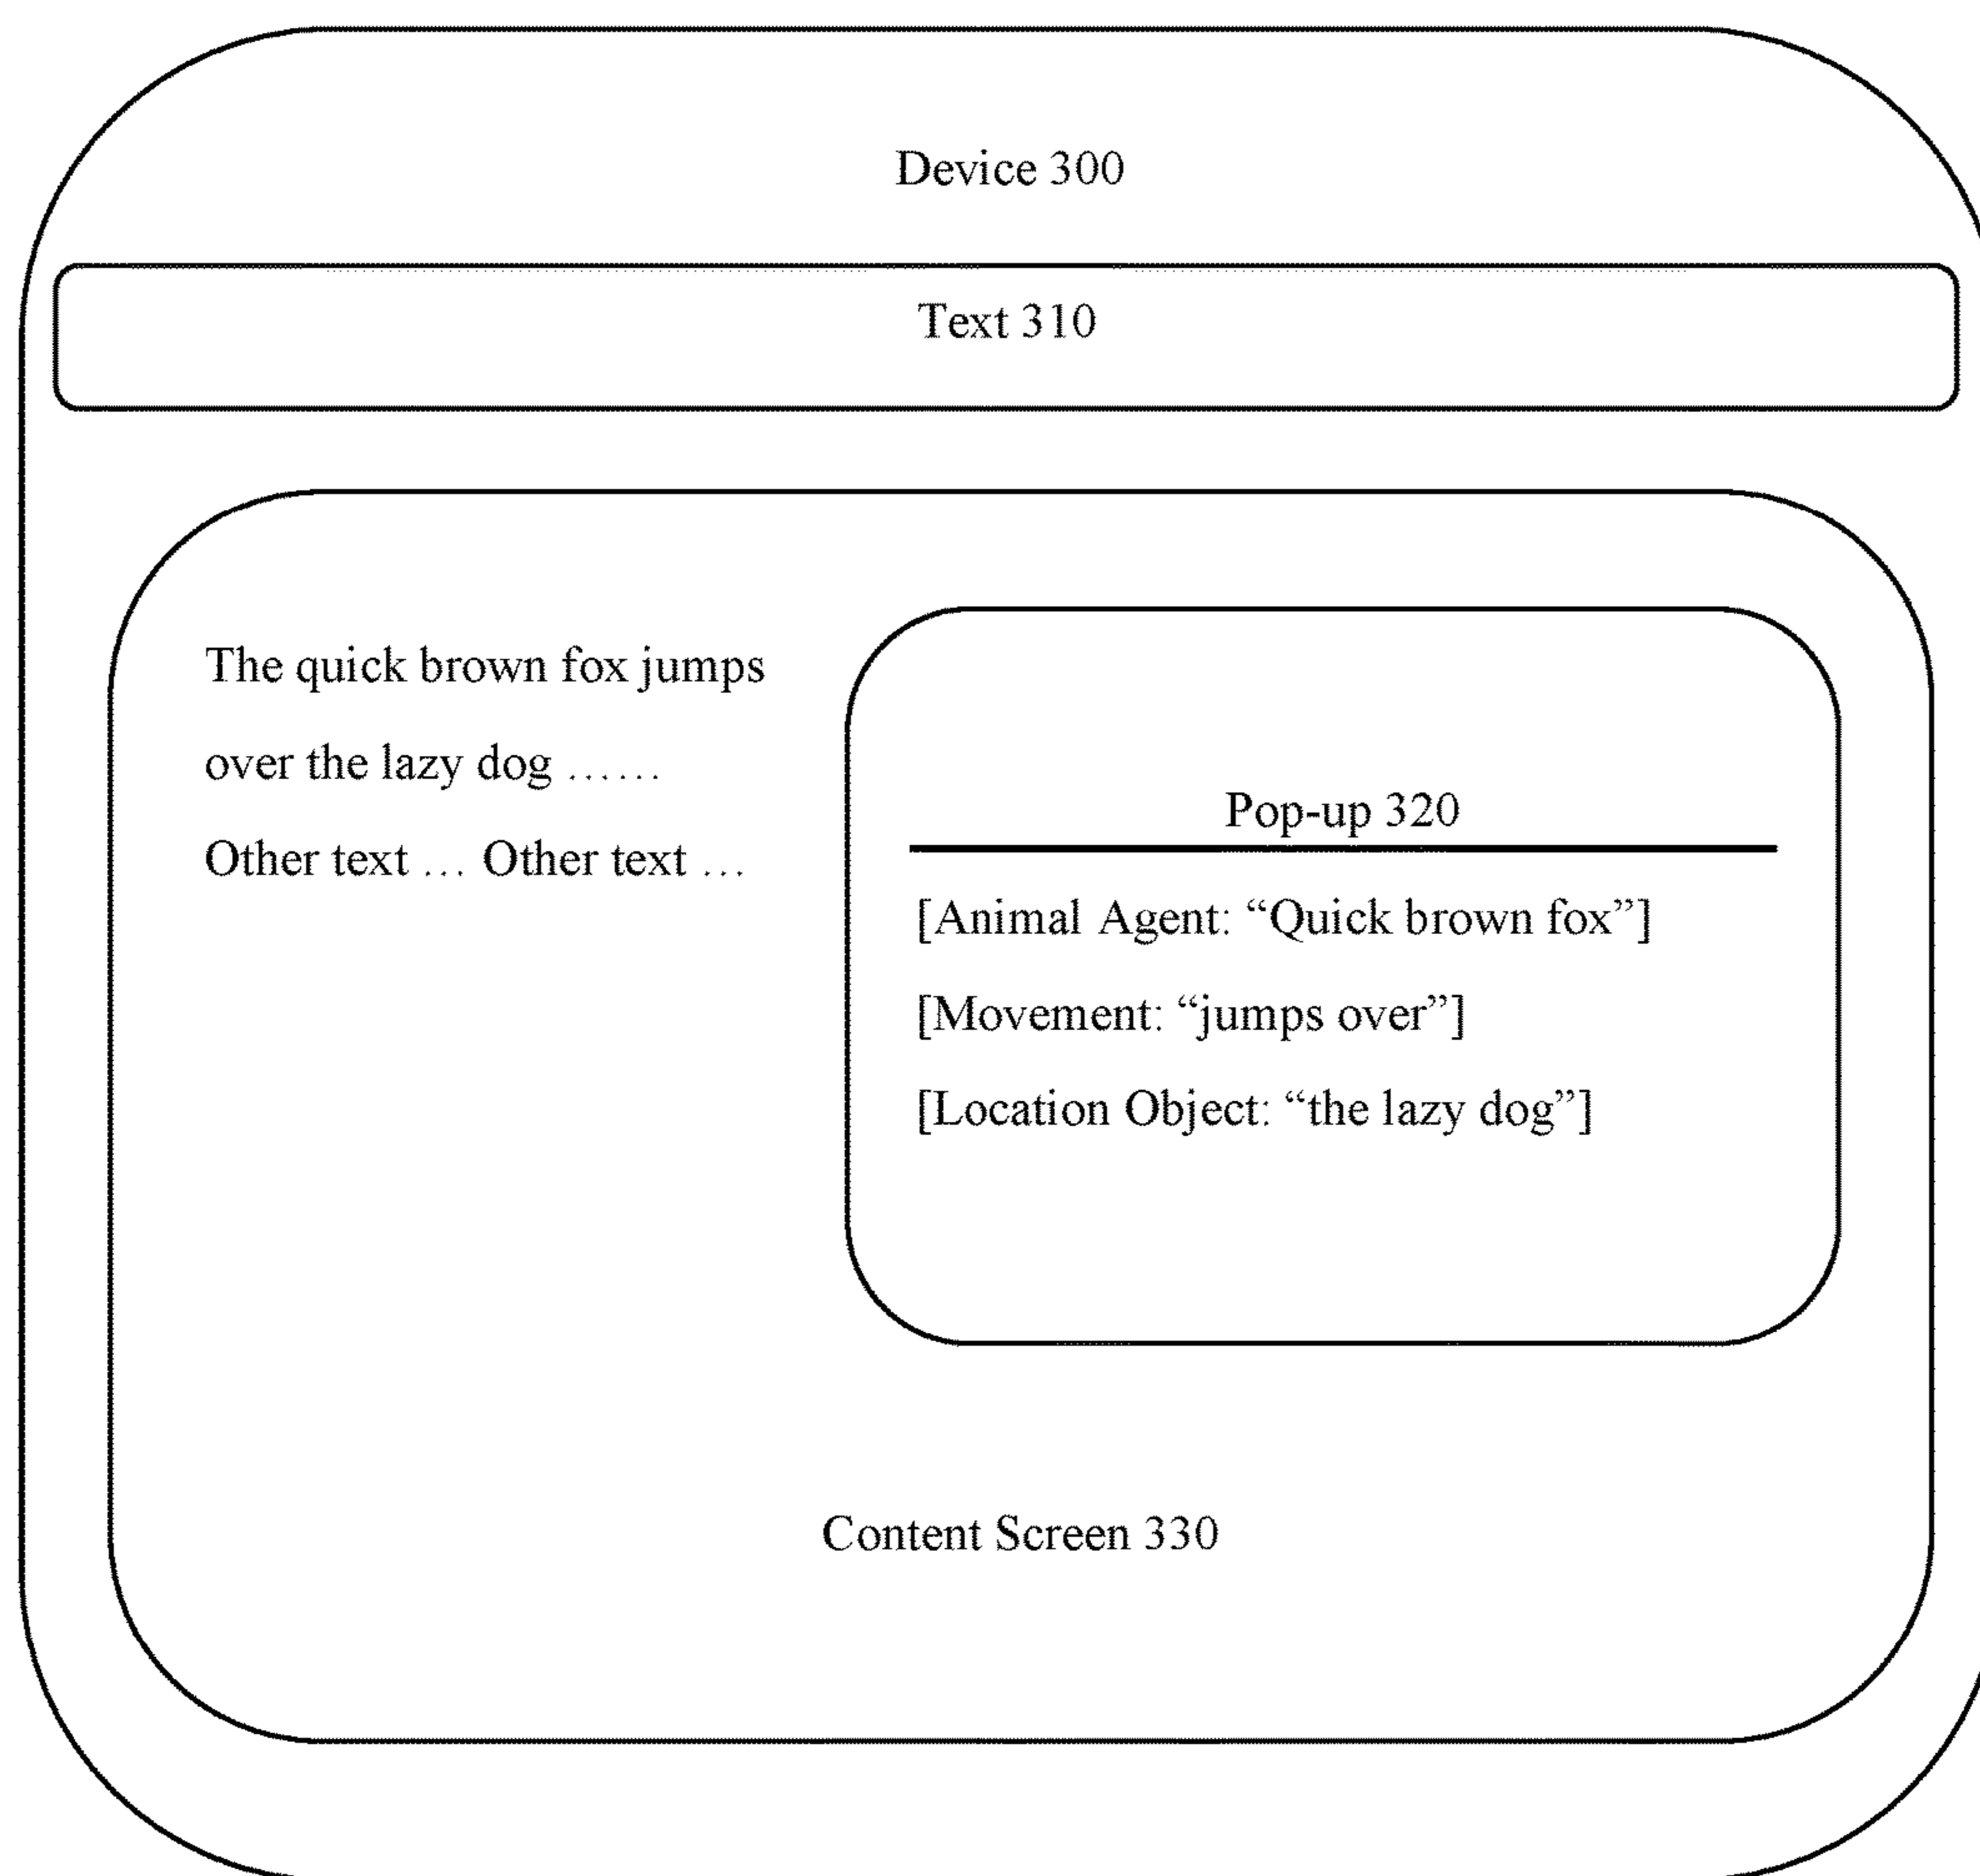 Device 300
Text 310
The quick brown fox jumps
over the lazy dog ......
Other text ... Other text ...
Pop-up 320
[Animal Agent: “Quick brown fox”]
[Movement: “jumps over”]
[Location Object: “the lazy dog”]
Content Screen 330